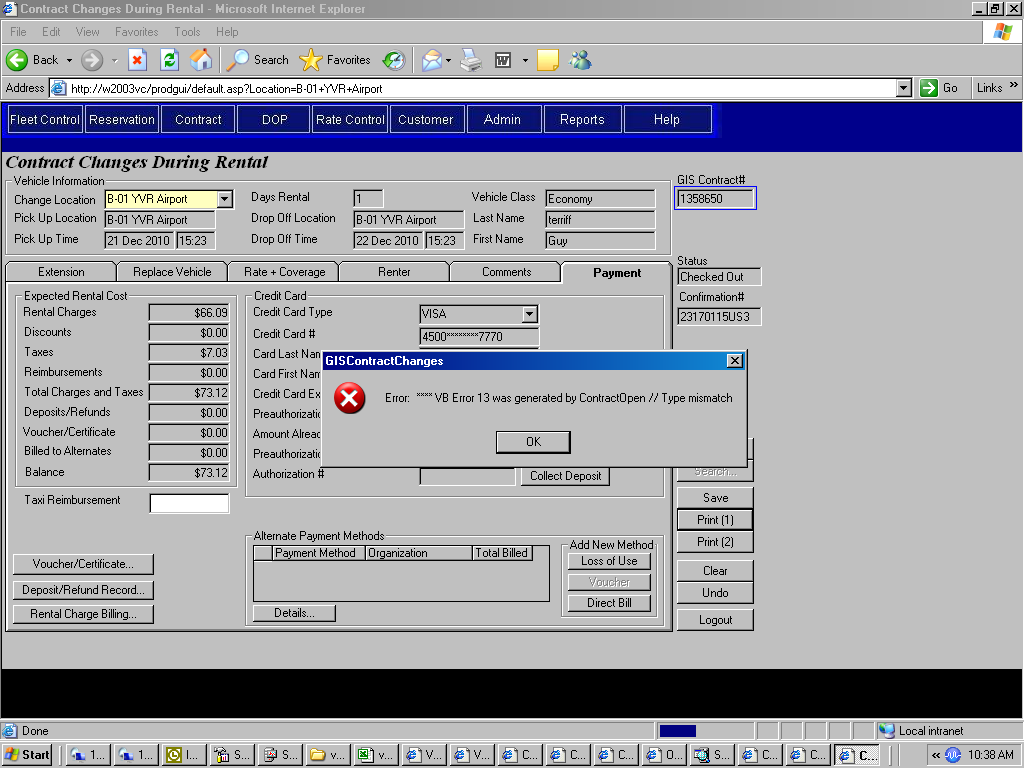 Contract Changes During Rental - Microsoft Internet Explorer
File Edit View Favorites Tools Help
Back Search Favorites
Address http://w2003vc/prodgui/default.asp?Location=B-01+YVR+Airport Go Links »
Fleet Control Reservation Contract DOP Rate Control Customer Admin Reports Help
Contract Changes During Rental
Vehicle Information
GIS Contract#
Change Location B-01 YVR Airport Days Rental 1 Vehicle Class Economy 1358650
Pick Up Location B-01 YVR Airport Drop Off Location B-01 YVR Airport Last Name terriff
Pick Up Time 21 Dec 2010 15:23 Drop Off Time 22 Dec 2010 15:23 First Name Guy
Status
Checked Out
Extension Replace Vehicle Rate + Coverage Renter Comments Payment
Confirmation#
23170115US3
Expected Rental Cost
Rental Charges $66.09
Discounts $0.00
Taxes $7.03
Reimbursements $0.00
Total Charges and Taxes $73.12
Deposits/Refunds $0.00
Voucher/Certificate $0.00
Billed to Alternates $0.00
Balance $73.12
Taxi Reimbursement
Voucher/Certificate...
Deposit/Refund Record...
Rental Charge Billing...
Credit Card
Credit Card Type VISA
Credit Card # 4500********7770
Card Last Nam
Card First Nam
Credit Card Ex
Preauthorizatio
Amount Alread
Preauthorizatio
Authorization # Collect Deposit
GISContractChanges
Error: **** VB Error 13 was generated by ContractOpen // Type mismatch
OK
Alternate Payment Methods
Payment Method Organization Total Billed
Details...
Add New Method
Loss of Use
Voucher
Direct Bill
Search...
Save
Print (1)
Print (2)
Clear
Undo
Logout
Done Local intranet
Start 1... 1... I... S... S... v... v... V... V... C... C... C... O... S... C... C... C... « 10:38 AM